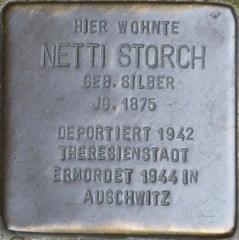 HIER WOHNTE
NETTI STORCH
GEB. SILBER
JG. 1875
DEPORTIERT 1942
THERESIENSTADT
ERMORDET 1944 IN
AUSCHWITZ